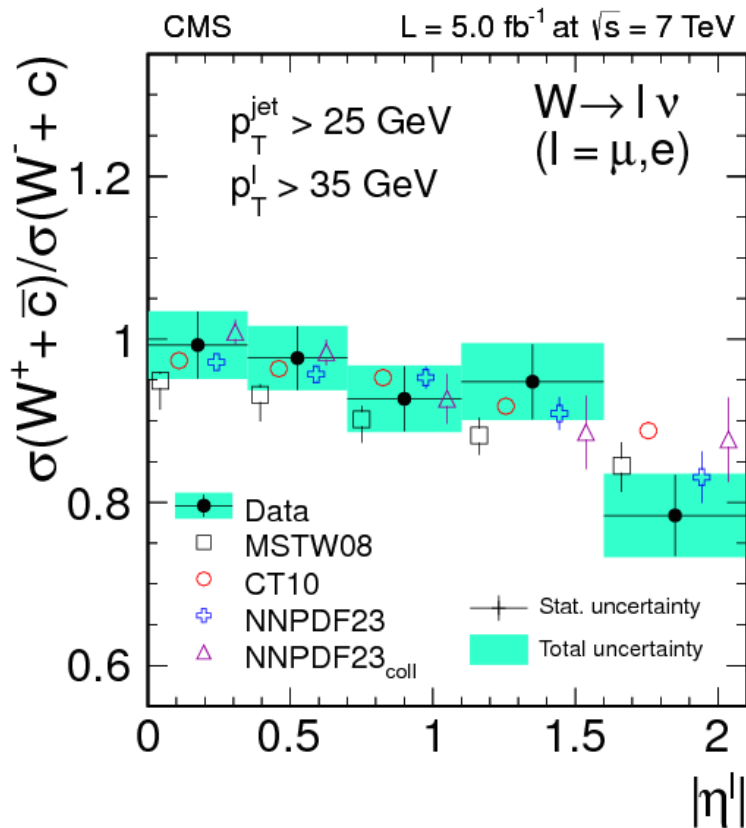 CMS L = 5.0 fb⁻¹ at √s = 7 TeV
σ(W⁺ + c̄)/σ(W⁻ + c)
p_T^jet > 25 GeV
p_T^l > 35 GeV
W → l ν
(l = μ,e)
1.2
1
0.8
0.6
Data
MSTW08
CT10
NNPDF23
NNPDF23_coll
Stat. uncertainty
Total uncertainty
0 0.5 1 1.5 2
|η^l|